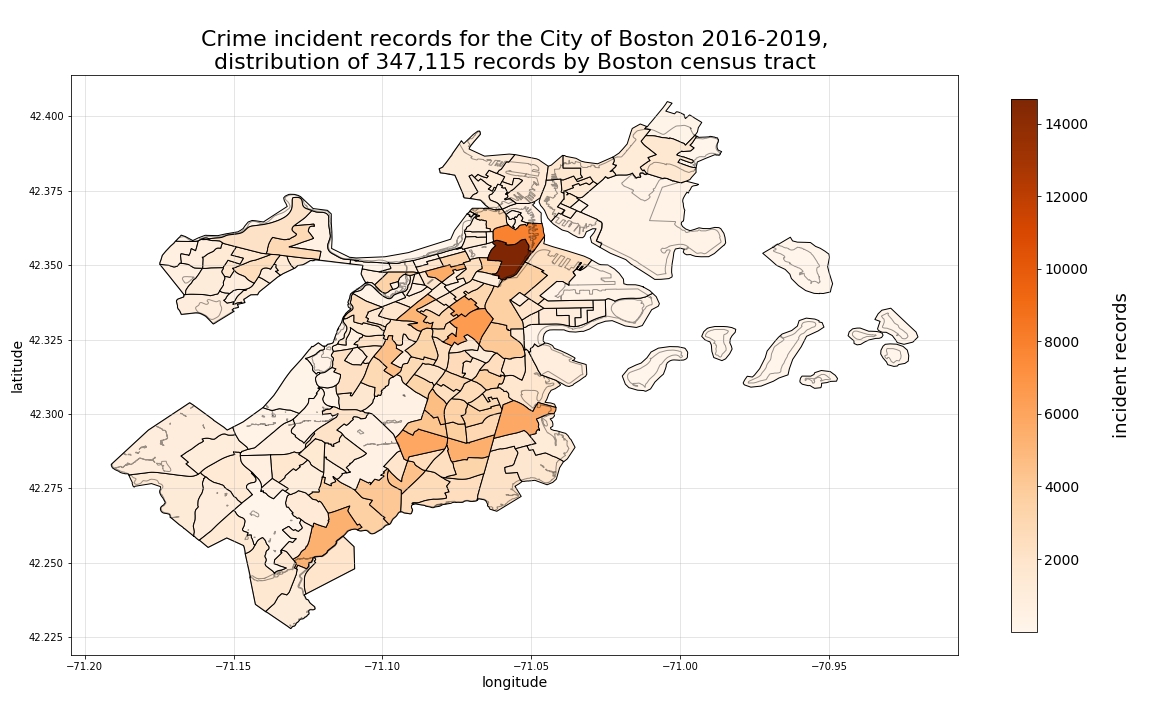 Crime incident records for the City of Boston 2016-2019,
distribution of 347,115 records by Boston census tract
42.400
42.375
42.350
42.325
42.300
42.275
42.250
42.225
latitude
−71.20 −71.15 −71.10 −71.05 −71.00 −70.95
longitude
14000
12000
10000
8000
6000
4000
2000
incident records